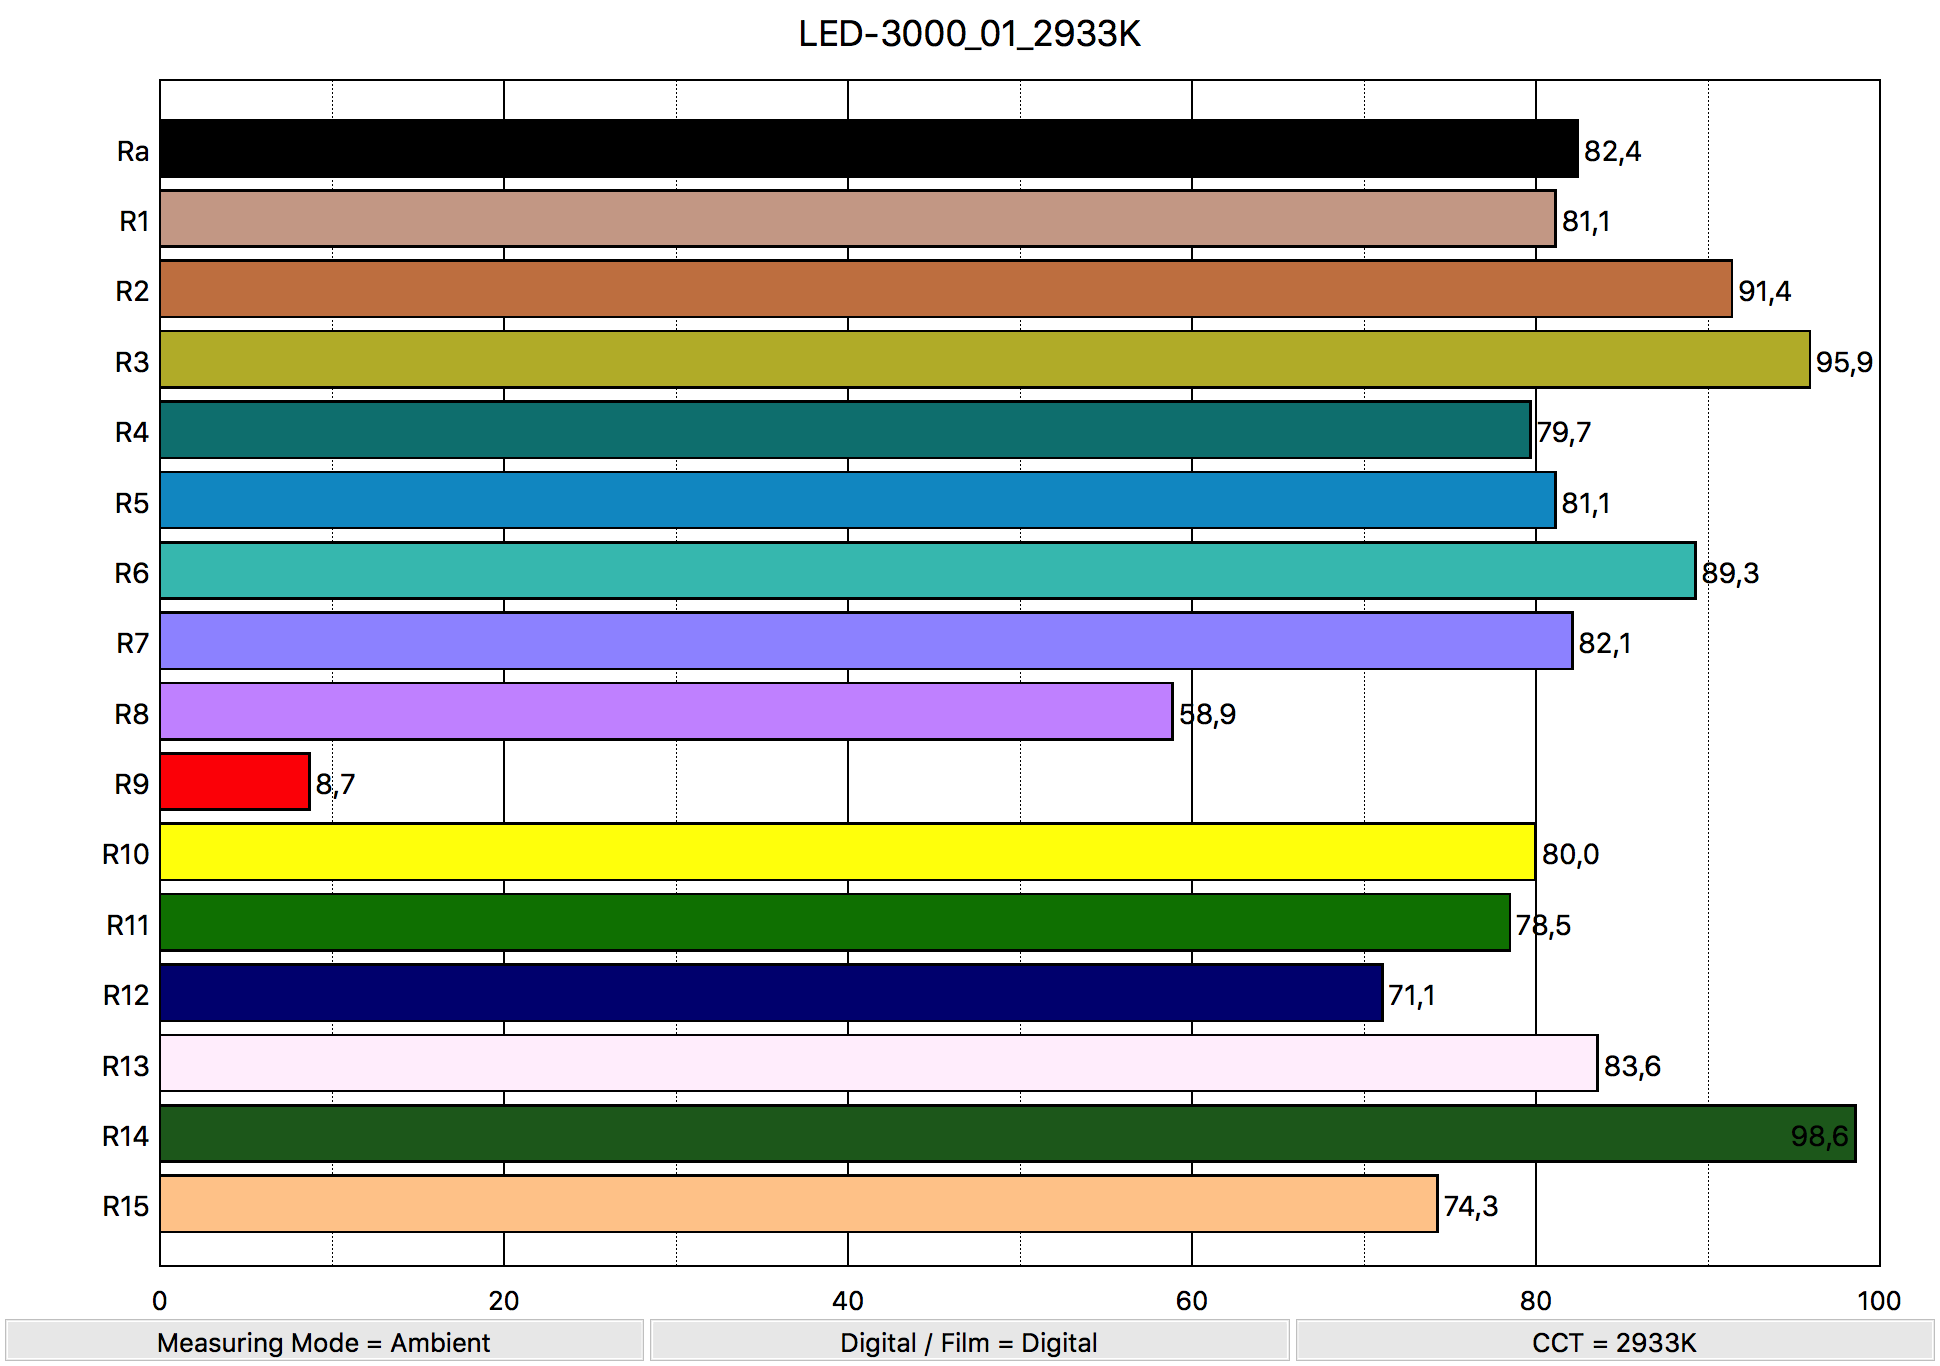 LED-3000_01_2933K
Ra 82,4
R1 81,1
R2 91,4
R3 95,9
R4 79,7
R5 81,1
R6 89,3
R7 82,1
R8 58,9
R9 8,7
R10 80,0
R11 78,5
R12 71,1
R13 83,6
R14 98,6
R15 74,3
0 20 40 60 80 100
Measuring Mode = Ambient Digital / Film = Digital CCT = 2933K